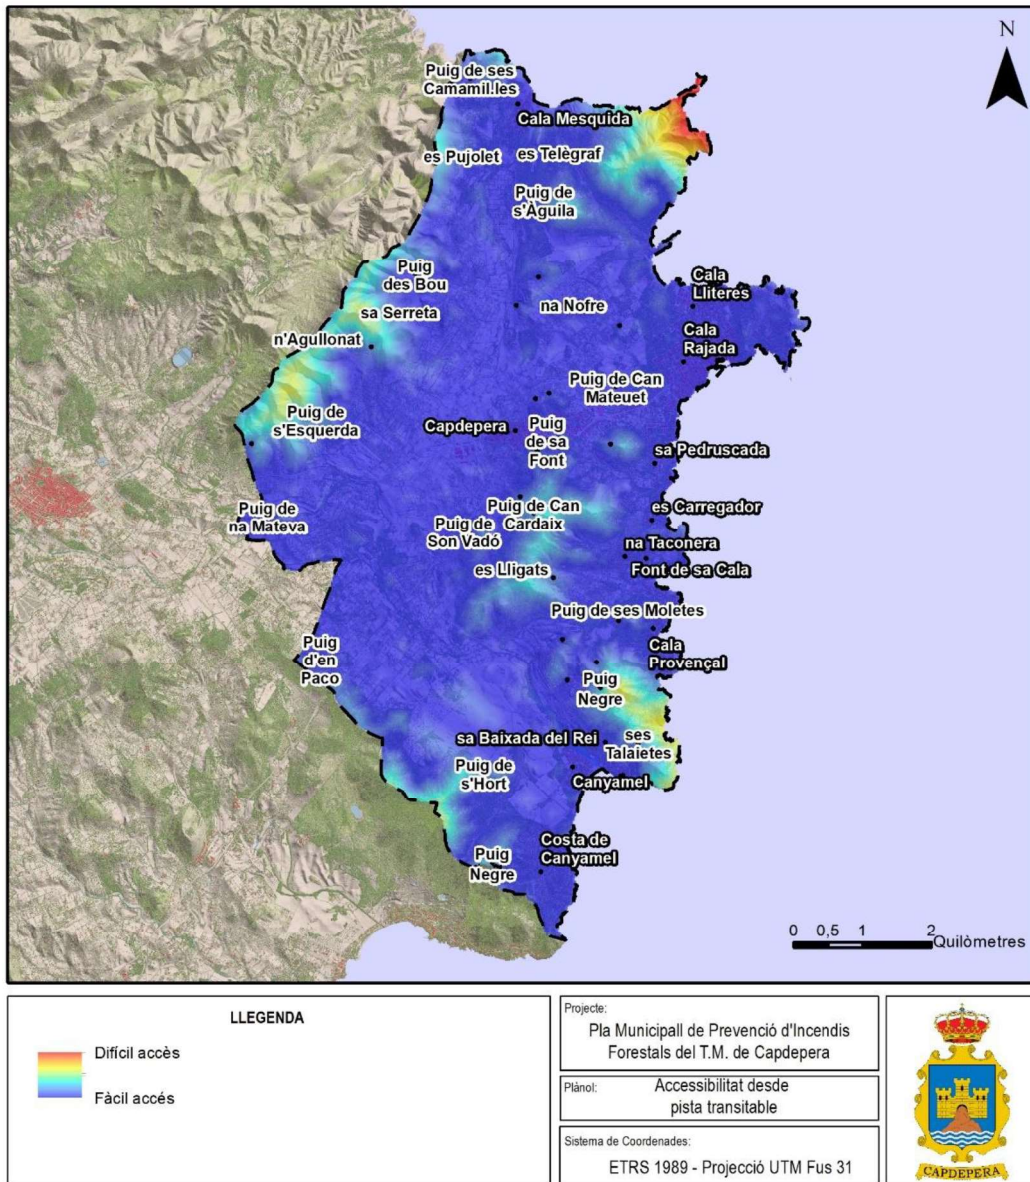 N
Puig de ses
Camamil.les
Cala Mesquida
es Pujolet
es Telègraf
Puig de
s'Àguila
Puig
des Bou
Cala
Lliteres
sa Serreta
na Nofre
n'Agullonat
Cala
Rajada
Puig de Can
Mateuet
Puig de
s'Esquerda
Capdepera
Puig
de sa
Font
sa Pedruscada
Puig de
na Mateva
Puig de Can
Cardaix
es Carregador
Puig de
Son Vadó
na Taconera
es Lligats
Font de sa Cala
Puig de ses Moletes
Puig
d'en
Paco
Cala
Provençal
Puig
Negre
sa Baixada del Rei
ses
Talaietes
Puig de
s'Hort
Canyamel
Costa de
Canyamel
Puig
Negre
0 0,5 1 2
Quilòmetres
LLEGENDA
Difícil accès
Fàcil accés
Projecte:
Pla Municipall de Prevenció d'Incendis
Forestals del T.M. de Capdepera
Plànol:
Accessibilitat desde
pista transitable
Sistema de Coordenades:
ETRS 1989 - Projecció UTM Fus 31
CAPDEPERA